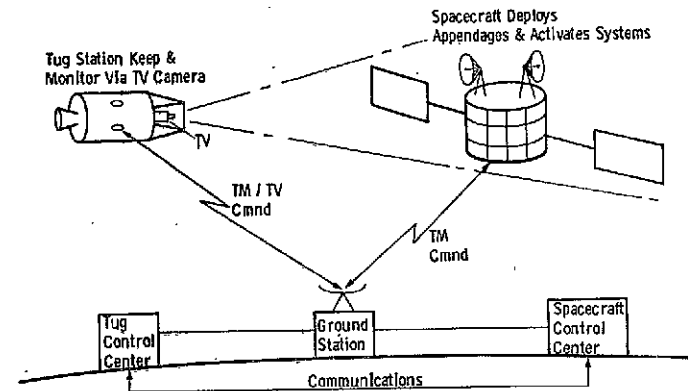 Spacecraft Deploys
Appendages & Activates Systems
Tug Station Keep &
Monitor Via TV Camera
TV
TM / TV
Cmnd
TM
Cmnd
Tug
Control
Center
Ground
Station
Spacecraft
Control
Center
Communications